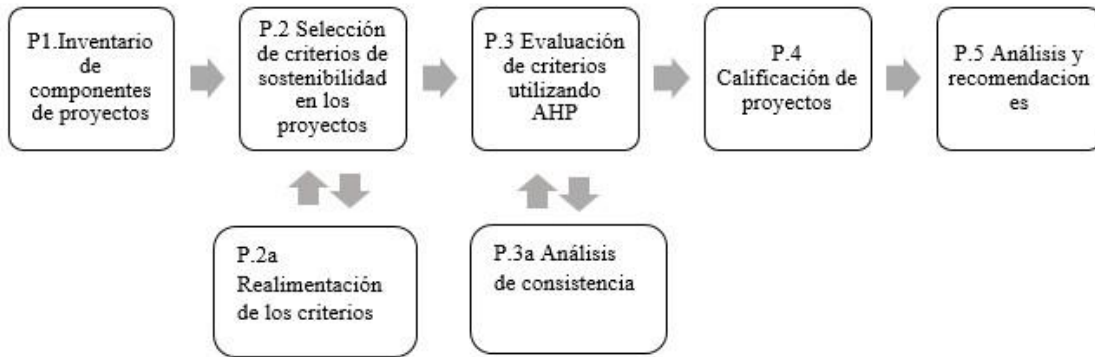 P1.Inventario
de
componentes
de proyectos
P.2 Selección
de criterios de
sostenibilidad
en los
proyectos
P.3 Evaluación
de criterios
utilizando
AHP
P.4
Calificación de
proyectos
P.5 Análisis y
recomendacion
es
P.2a
Realimentación
de los criterios
P.3a Análisis
de consistencia